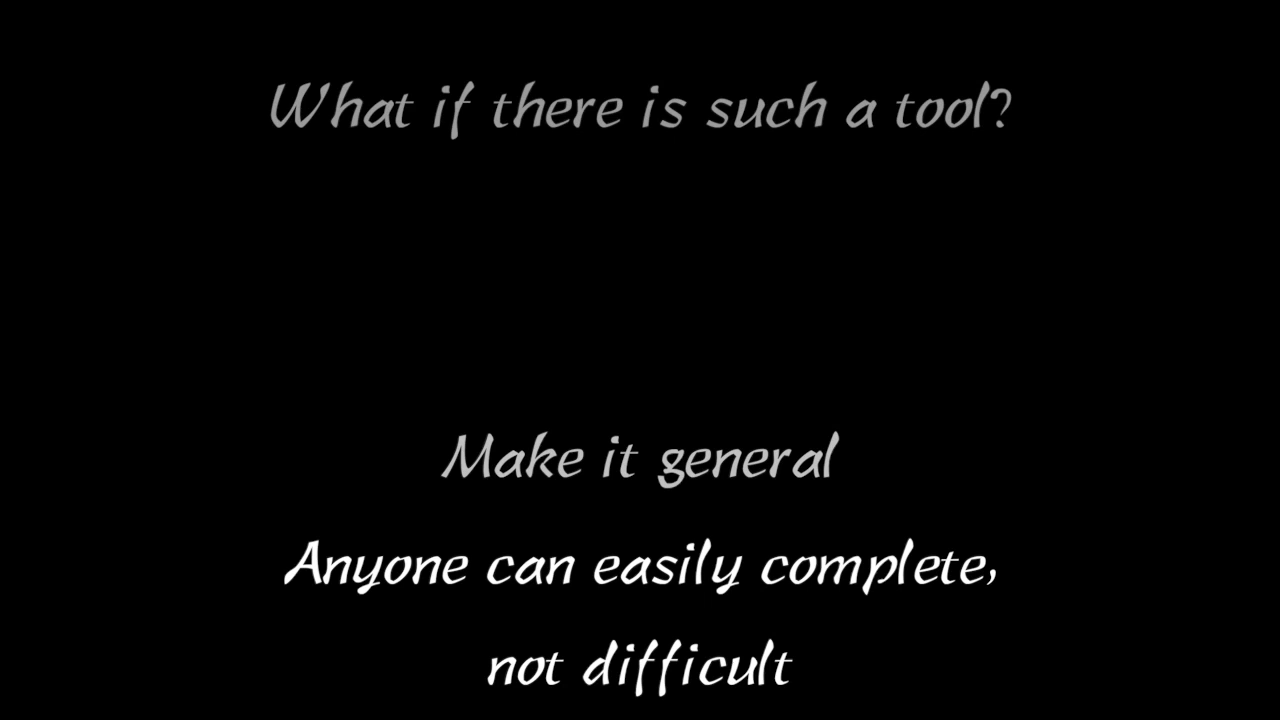 What if there is such a tool?
Make it general
Anyone can easily complete,
not difficult